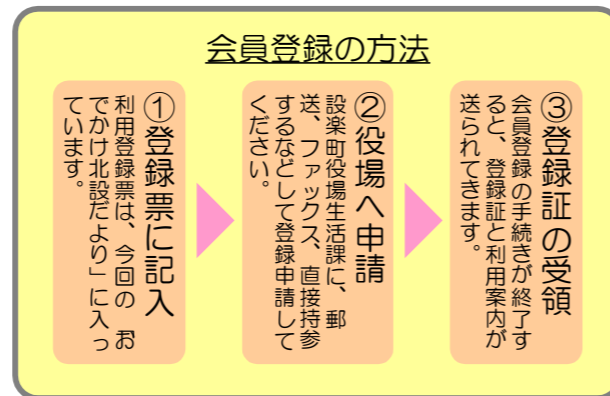 会員登録の方法
①登録票に記入
利用登録票は、今回の「お
でかけ北設だより」に入っ
ています。
②役場へ申請
設楽町役場生活課に、郵
送、ファックス、直接持参
するなどして登録申請して
ください。
③登録証の受領
会員登録の手続きが終了す
ると、登録証と利用案内が
送られてきます。